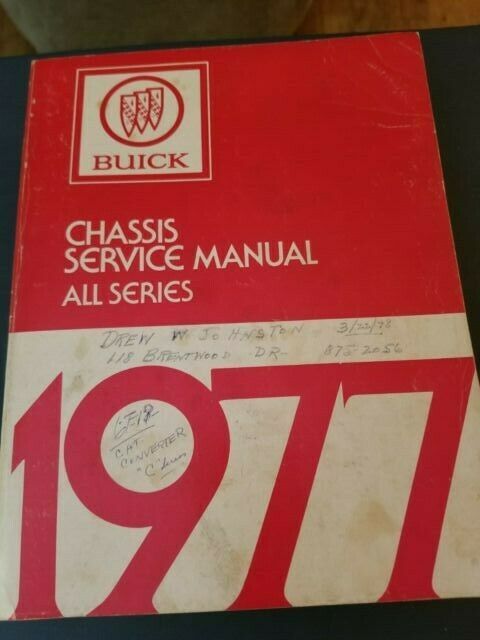 BUICK
CHASSIS
SERVICE MANUAL
ALL SERIES
DREW W JOHNSTON 3/22/78
118 BRENTWOOD DR- 875-2056
CAT
CONVERTER
"C" Series
1977